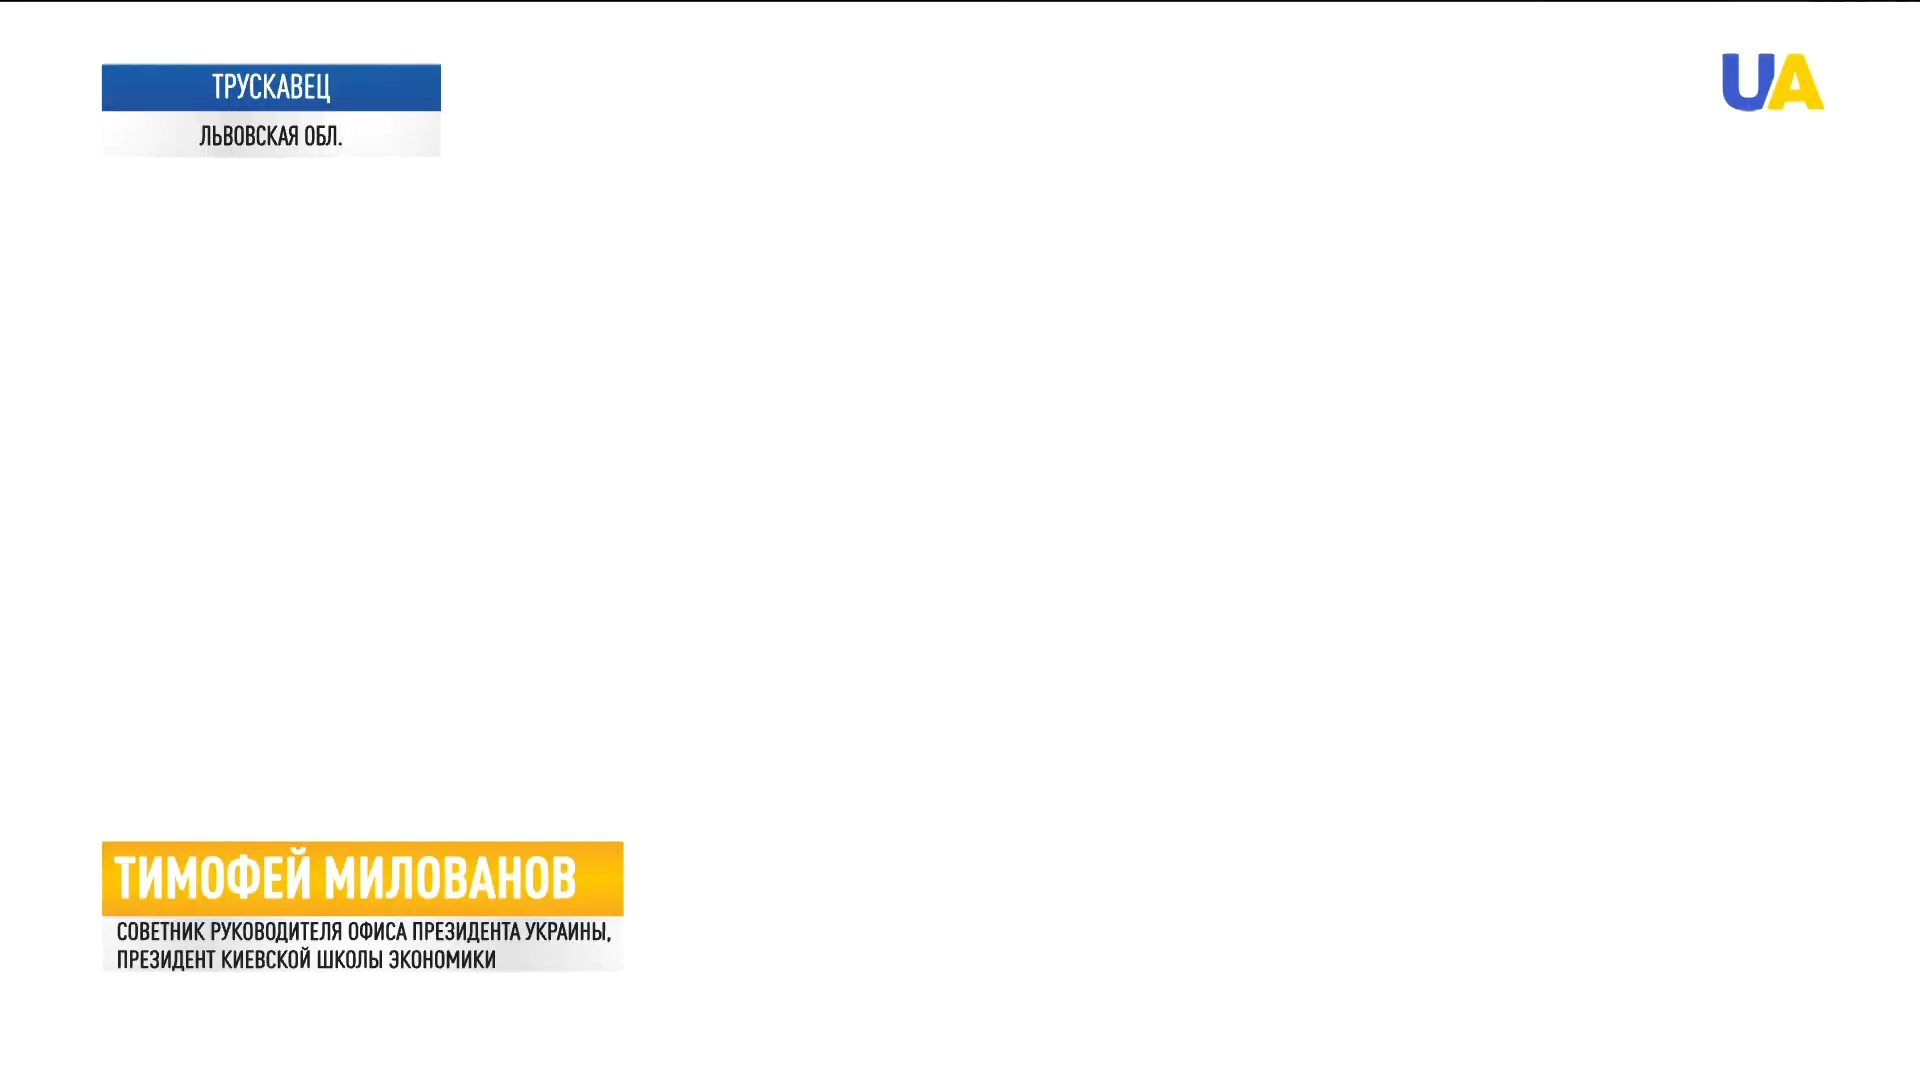 ТРУСКАВЕЦ
ЛЬВОВСКАЯ ОБЛ.
UA
ТИМОФЕЙ МИЛОВАНОВ
СОВЕТНИК РУКОВОДИТЕЛЯ ОФИСА ПРЕЗИДЕНТА УКРАИНЫ,
ПРЕЗИДЕНТ КИЕВСКОЙ ШКОЛЫ ЭКОНОМИКИ